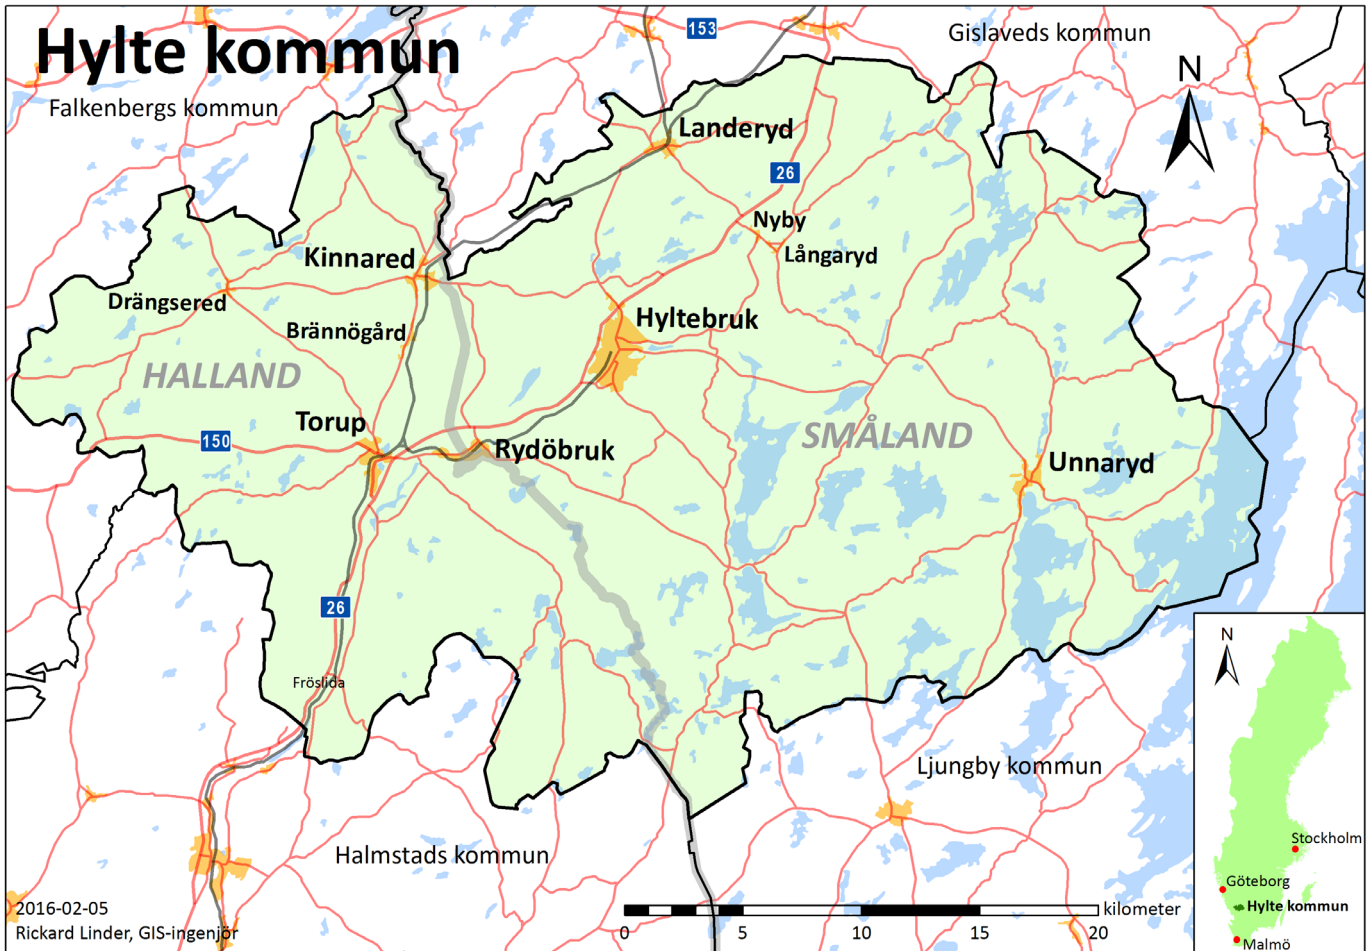 Hylte kommun
Falkenbergs kommun
153
Gislaveds kommun
N
Landeryd
26
Nyby
Långaryd
Kinnared
Drängsered
Brännögård
Hyltebruk
HALLAND
Torup
150
Rydöbruk
SMÅLAND
Unnaryd
26
Fröslida
Ljungby kommun
Halmstads kommun
N
Stockholm
Göteborg
Hylte kommun
Malmö
kilometer
0 5 10 15 20
2016-02-05
Rickard Linder, GIS-ingenjör